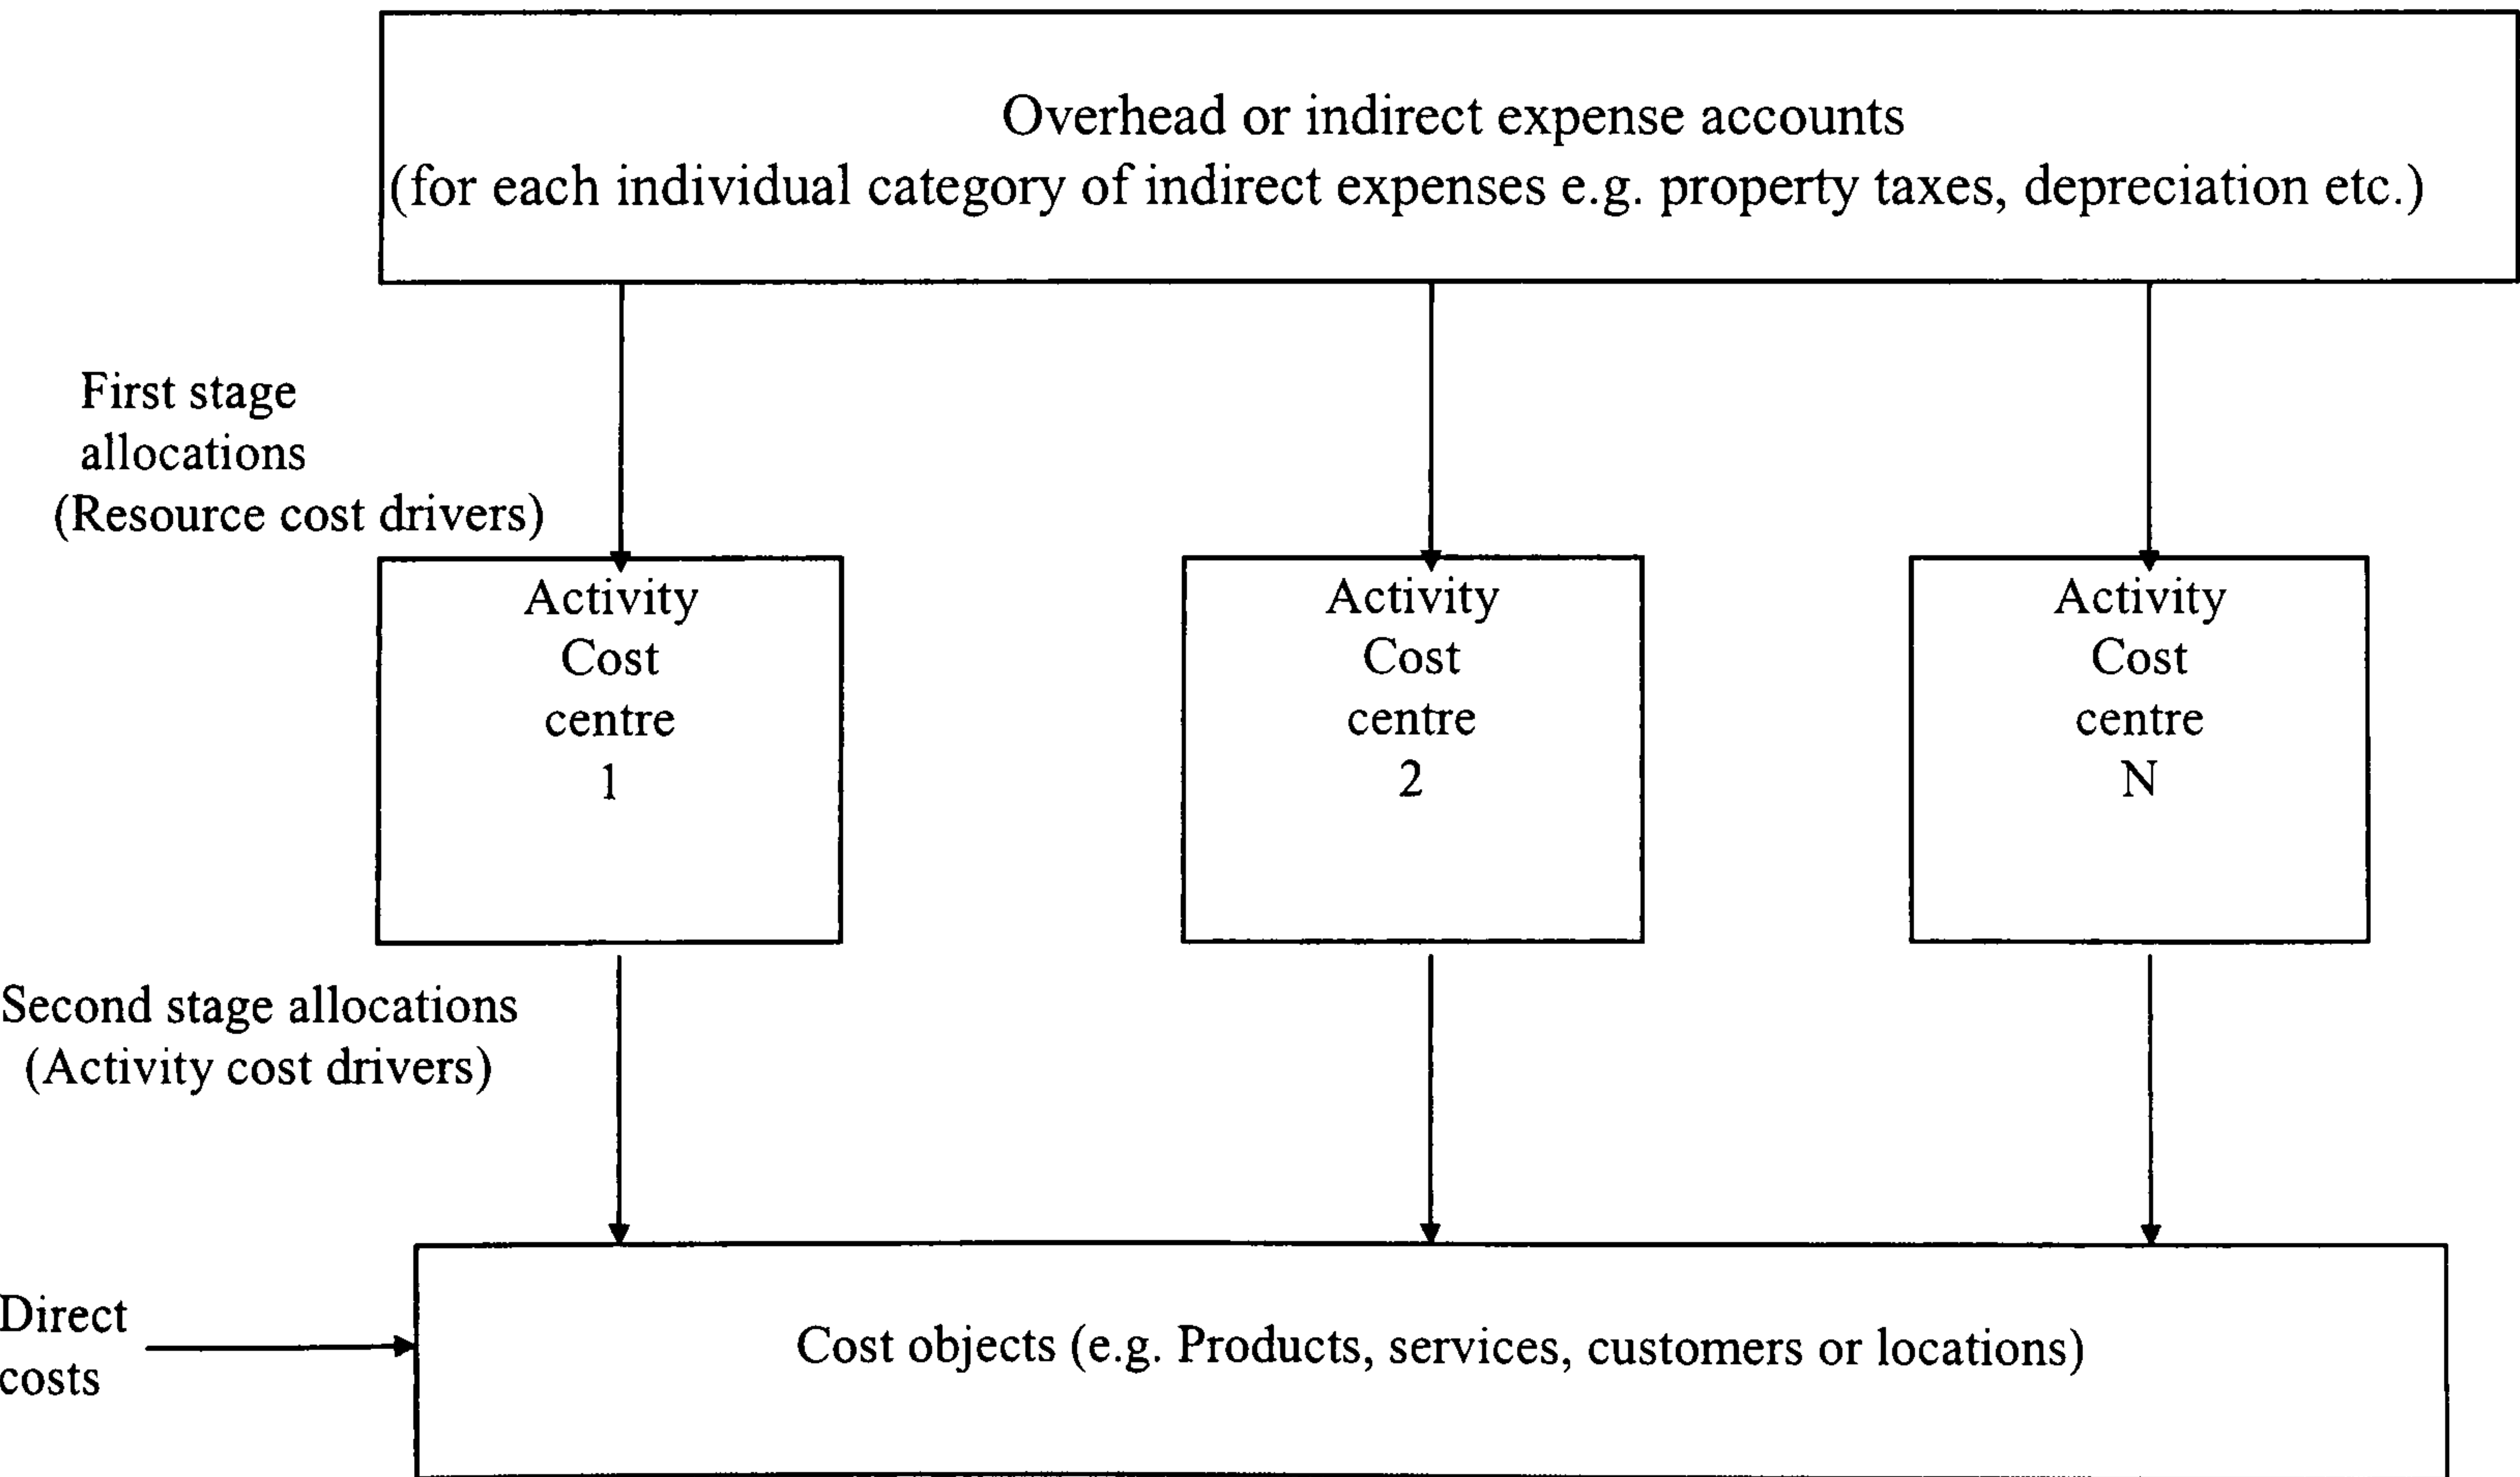 Overhead or indirect expense accounts
(for each individual category of indirect expenses e.g. property taxes, depreciation etc.)
First stage
allocations
(Resource cost drivers)
Activity
Cost
centre
1
Activity
Cost
centre
2
Activity
Cost
centre
N
Second stage allocations
(Activity cost drivers)
Direct
costs
Cost objects (e.g. Products, services, customers or locations)